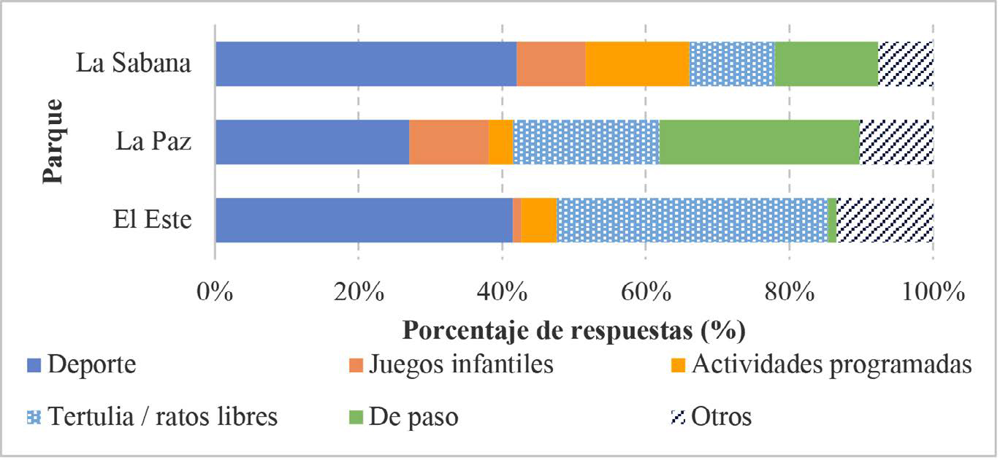 La Sabana
La Paz
El Este
Parque
0% 20% 40% 60% 80% 100%
Porcentaje de respuestas (%)
Deporte Juegos infantiles Actividades programadas
Tertulia / ratos libres De paso Otros